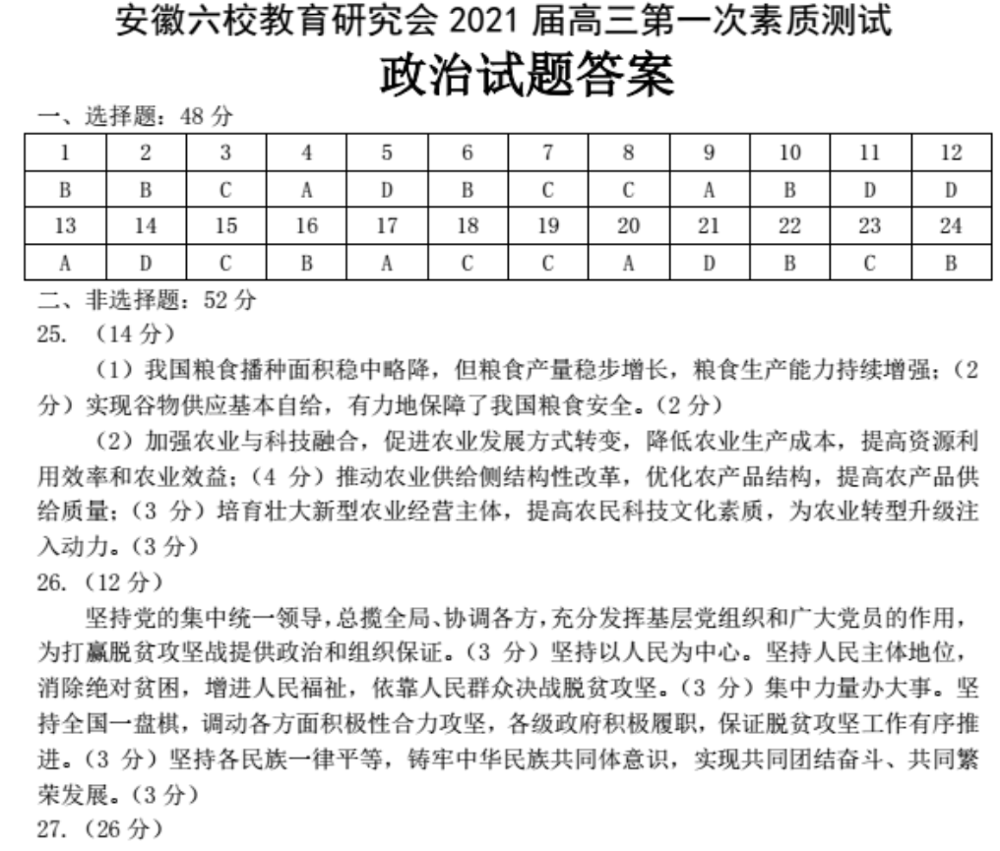 安徽六校教育研究会 2021 届高三第一次素质测试
政治试题答案
一、选择题：48 分
1 2 3 4 5 6 7 8 9 10 11 12
B B C A D B C C A B D D
13 14 15 16 17 18 19 20 21 22 23 24
A D C B A C C A D B C B
二、非选择题：52 分
25. （14 分）
（1）我国粮食播种面积稳中略降，但粮食产量稳步增长，粮食生产能力持续增强；（2
分）实现谷物供应基本自给，有力地保障了我国粮食安全。（2 分）
（2）加强农业与科技融合，促进农业发展方式转变，降低农业生产成本，提高资源利
用效率和农业效益；（4 分）推动农业供给侧结构性改革，优化农产品结构，提高农产品供
给质量；（3 分）培育壮大新型农业经营主体，提高农民科技文化素质，为农业转型升级注
入动力。（3 分）
26.（12 分）
坚持党的集中统一领导，总揽全局、协调各方，充分发挥基层党组织和广大党员的作用，
为打赢脱贫攻坚战提供政治和组织保证。（3 分）坚持以人民为中心。坚持人民主体地位，
消除绝对贫困，增进人民福祉，依靠人民群众决战脱贫攻坚。（3 分）集中力量办大事。坚
持全国一盘棋，调动各方面积极性合力攻坚，各级政府积极履职，保证脱贫攻坚工作有序推
进。（3 分）坚持各民族一律平等，铸牢中华民族共同体意识，实现共同团结奋斗、共同繁
荣发展。（3 分）
27.（26 分）